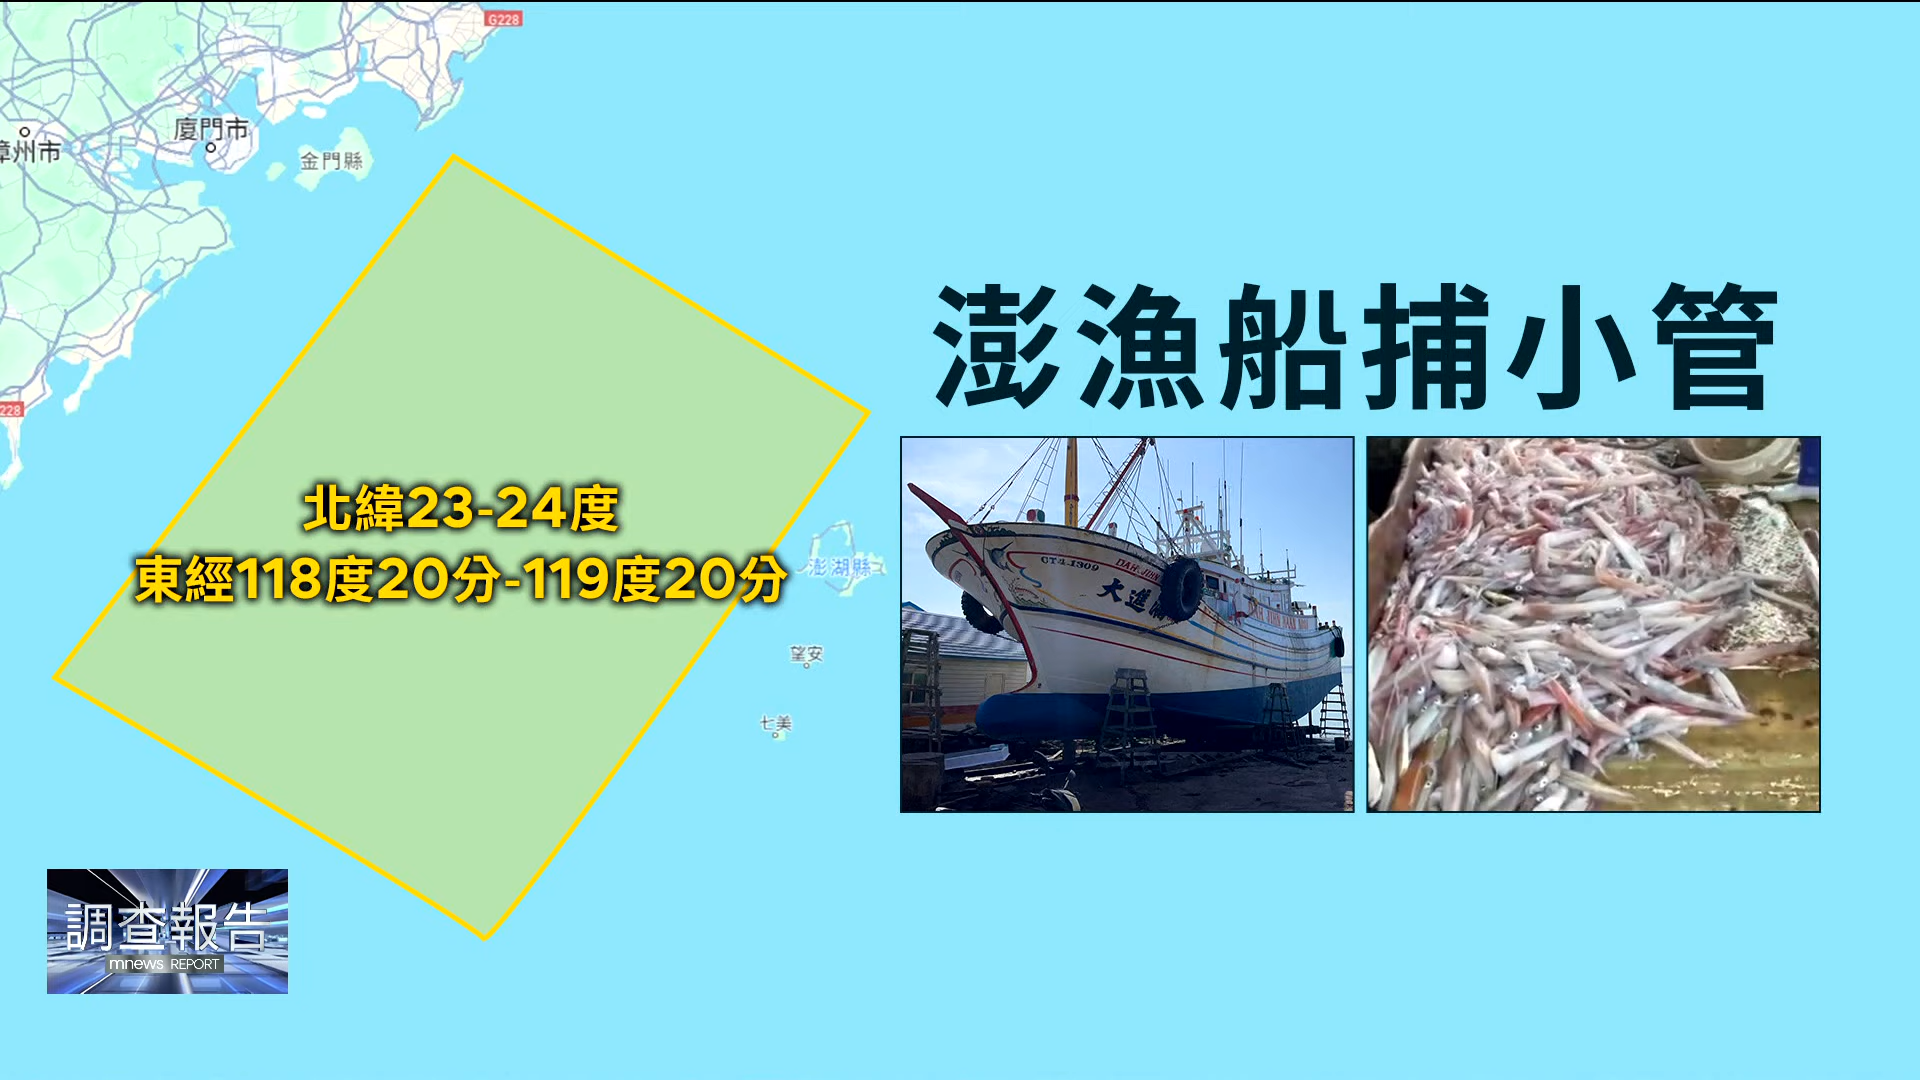 G228
廈門市
漳州市
金門縣
澎漁船捕小管
228
北緯23-24度
東經118度20分-119度20分
澎湖縣
望安
七美
CT4-1309
大進
調查報告
mnews REPORT